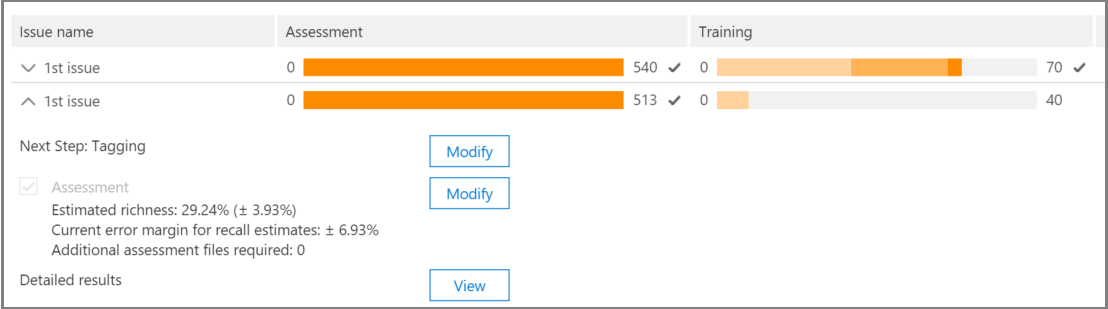 Issue name Assessment Training
1st issue 0 540 0 70
1st issue 0 513 0 40
Next Step: Tagging Modify
Assessment Modify
Estimated richness: 29.24% (± 3.93%)
Current error margin for recall estimates: ± 6.93%
Additional assessment files required: 0
Detailed results View